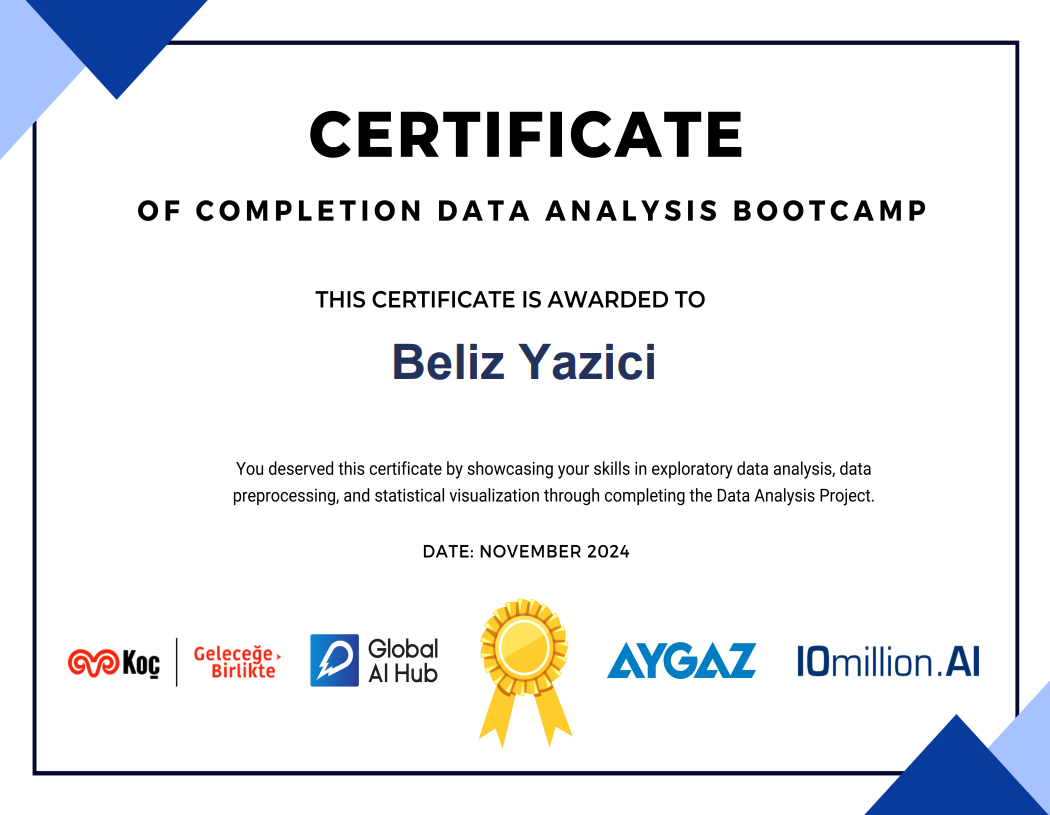 CERTIFICATE
OF COMPLETION DATA ANALYSIS BOOTCAMP
THIS CERTIFICATE IS AWARDED TO
Beliz Yazici
You deserved this certificate by showcasing your skills in exploratory data analysis, data
preprocessing, and statistical visualization through completing the Data Analysis Project.
DATE: NOVEMBER 2024
Koç
Geleceğe
Birlikte
Global
AI Hub
AYGAZ
10million.AI